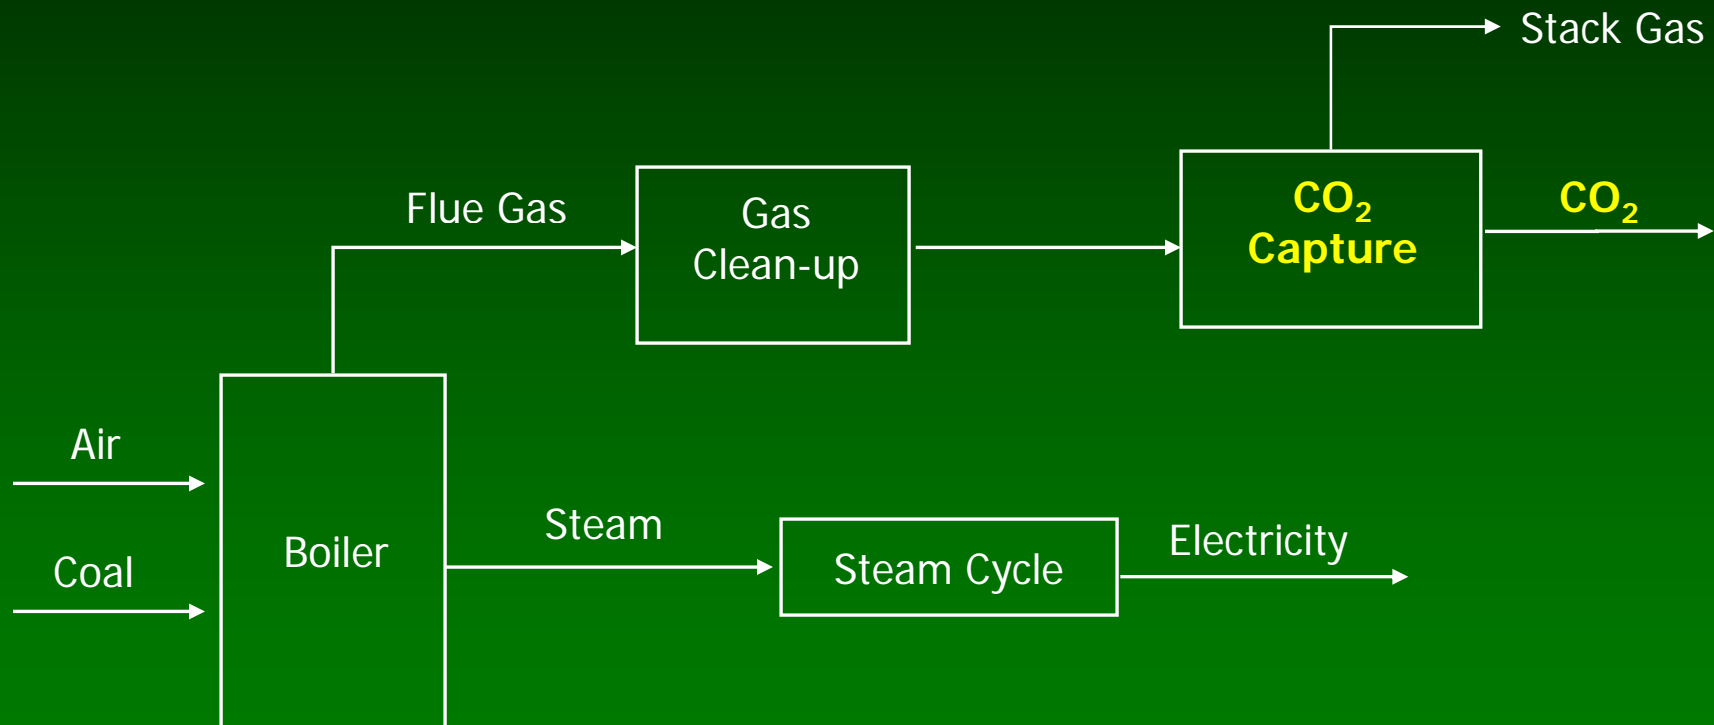 Stack Gas
Flue Gas
Gas
Clean-up
CO₂
Capture
CO₂
Air
Coal
Boiler
Steam
Steam Cycle
Electricity